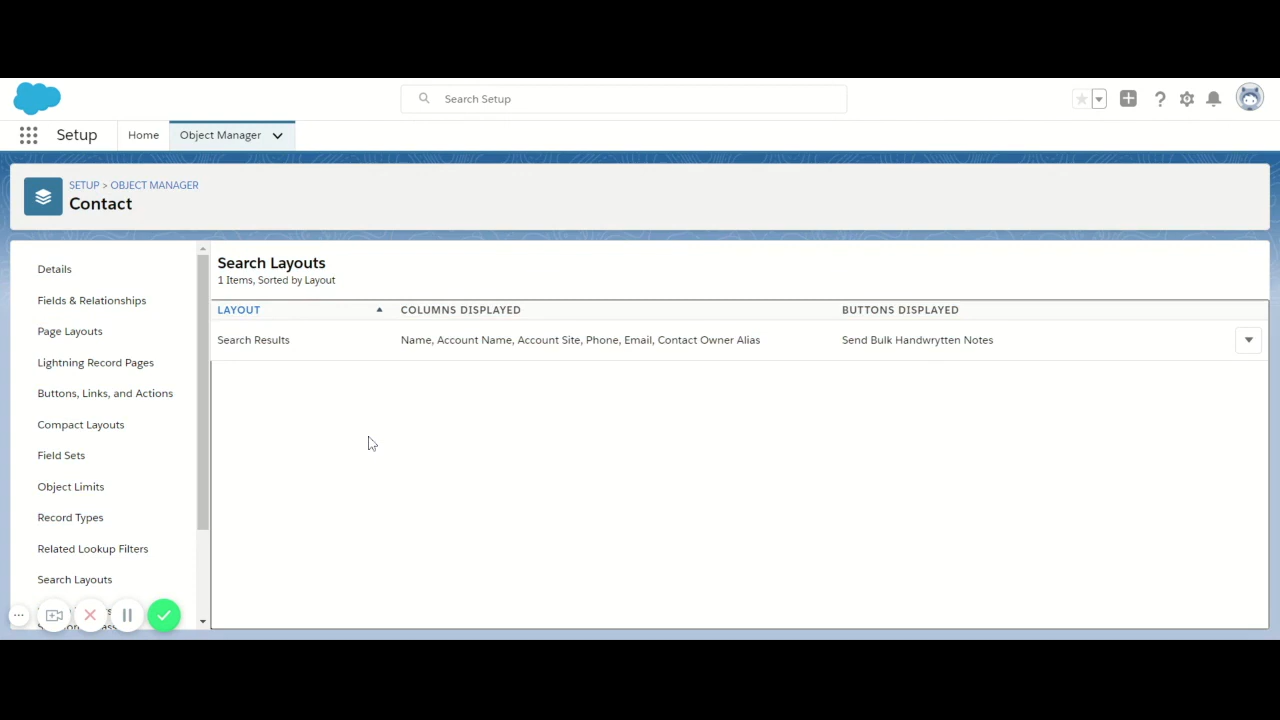 Search Setup
Setup
Home
Object Manager
SETUP > OBJECT MANAGER
Contact
Details
Fields & Relationships
Page Layouts
Lightning Record Pages
Buttons, Links, and Actions
Compact Layouts
Field Sets
Object Limits
Record Types
Related Lookup Filters
Search Layouts
Search Layouts
1 Items, Sorted by Layout
LAYOUT COLUMNS DISPLAYED BUTTONS DISPLAYED
Search Results Name, Account Name, Account Site, Phone, Email, Contact Owner Alias Send Bulk Handwrytten Notes